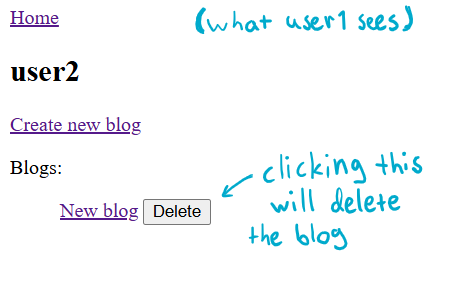 Home
(what user1 sees)
user2
Create new blog
Blogs:
New blog Delete
clicking this
will delete
the blog